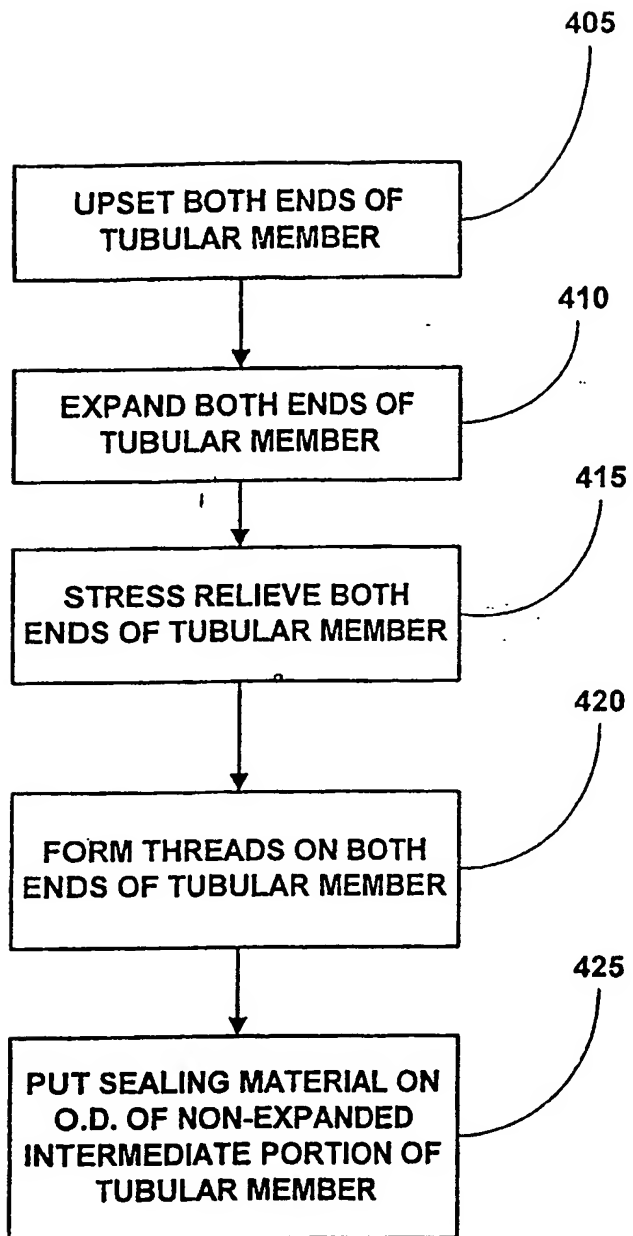 405
UPSET BOTH ENDS OF
TUBULAR MEMBER
410
EXPAND BOTH ENDS OF
TUBULAR MEMBER
415
STRESS RELIEVE BOTH
ENDS OF TUBULAR MEMBER
420
FORM THREADS ON BOTH
ENDS OF TUBULAR MEMBER
425
PUT SEALING MATERIAL ON
O.D. OF NON-EXPANDED
INTERMEDIATE PORTION OF
TUBULAR MEMBER